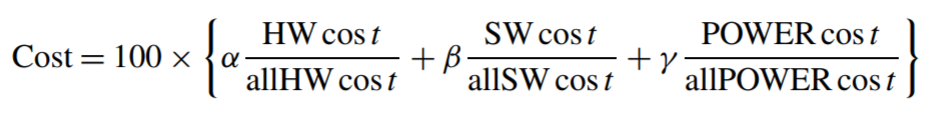 Cost = 100 × { α HW cost / allHW cost + β SW cost / allSW cost + γ POWER cost / allPOWER cost }